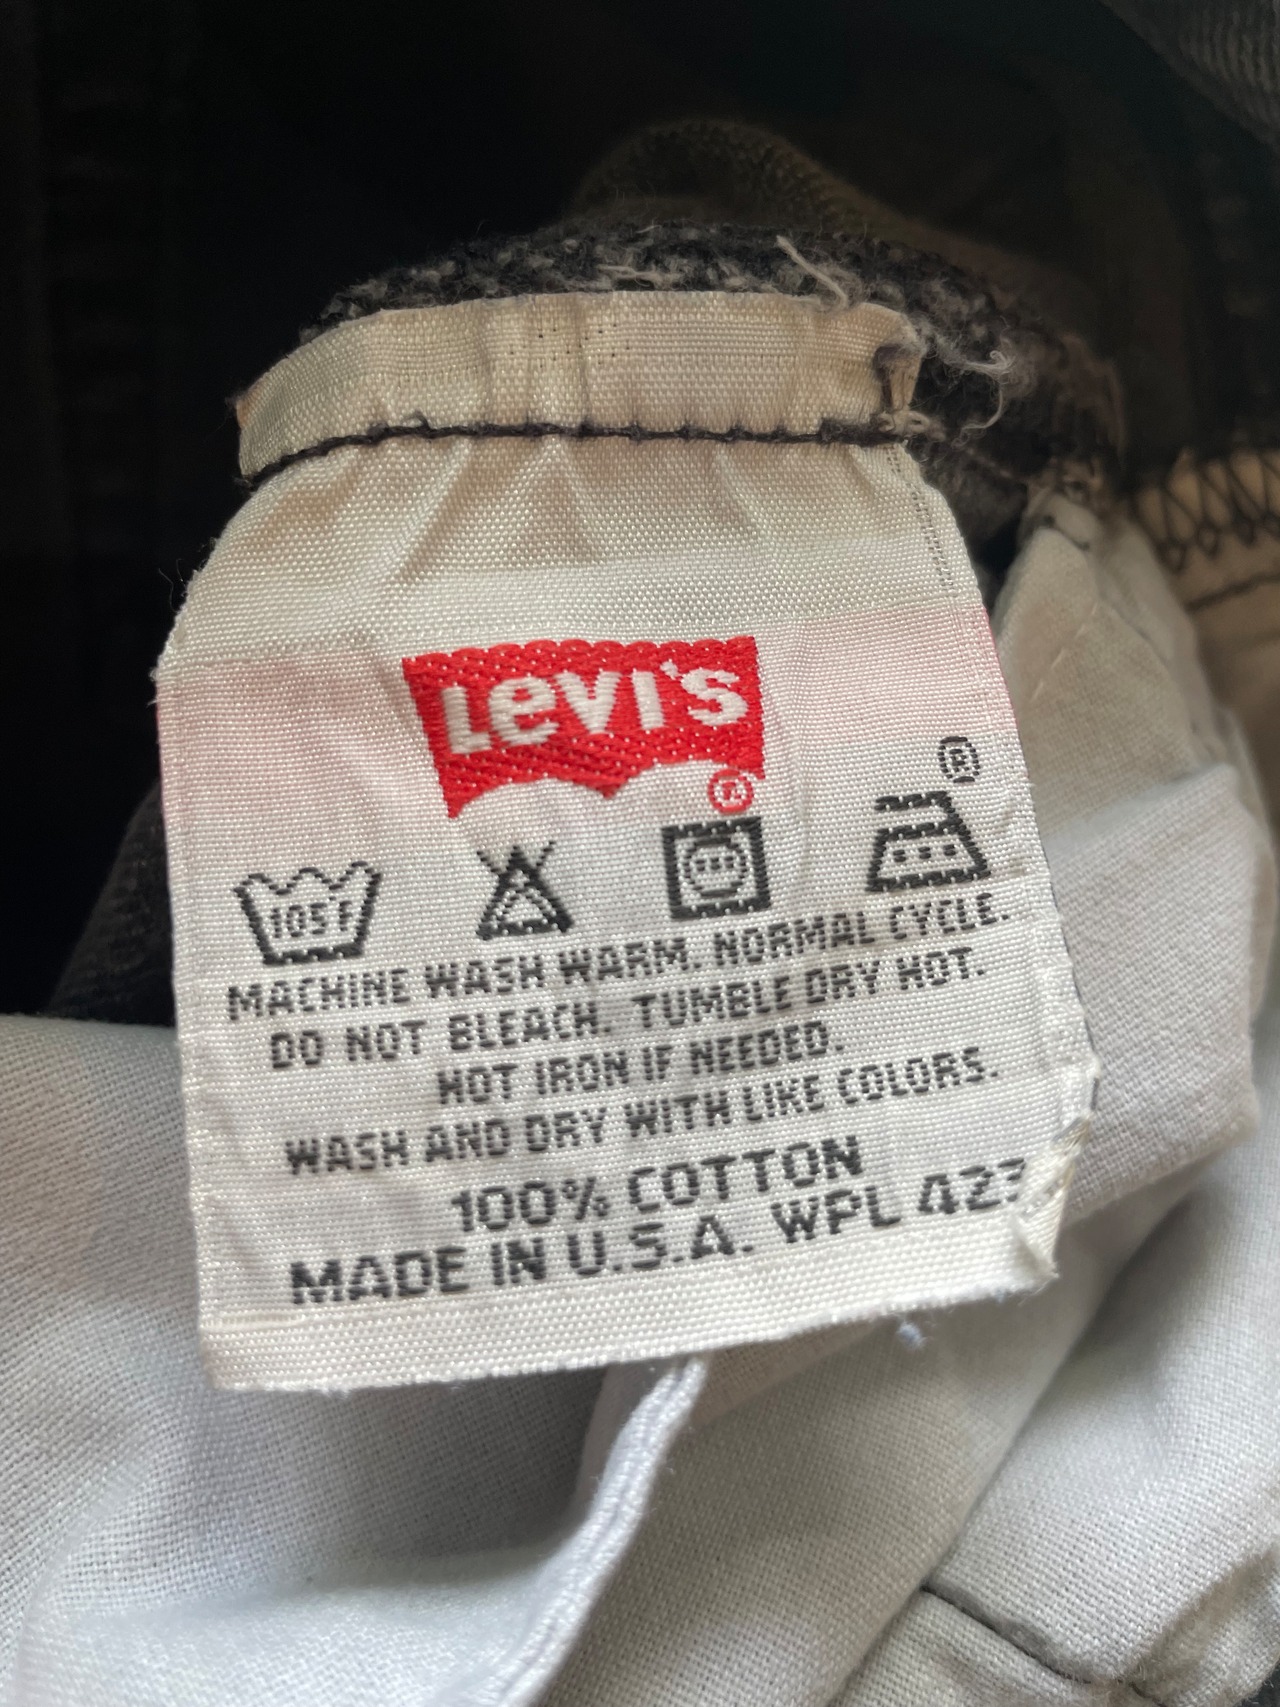 Levi's
®
®
105°F
MACHINE WASH WARM. NORMAL CYCLE.
DO NOT BLEACH. TUMBLE DRY HOT.
HOT IRON IF NEEDED.
WASH AND DRY WITH LIKE COLORS.
100% COTTON
MADE IN U.S.A. WPL 423